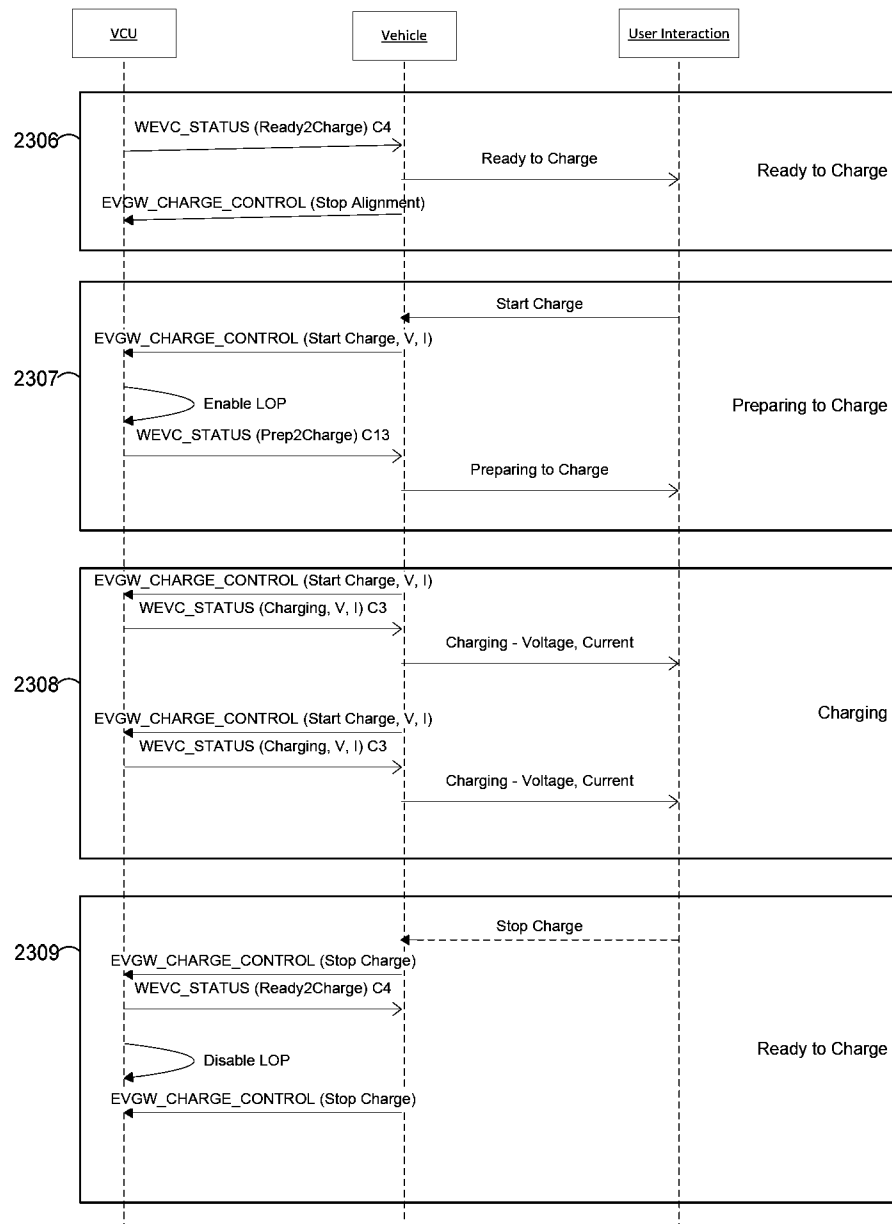 VCU
Vehicle
User Interaction
2306
WEVC_STATUS (Ready2Charge) C4
Ready to Charge
Ready to Charge
EVGW_CHARGE_CONTROL (Stop Alignment)
Start Charge
EVGW_CHARGE_CONTROL (Start Charge, V, I)
2307
Enable LOP
Preparing to Charge
WEVC_STATUS (Prep2Charge) C13
Preparing to Charge
EVGW_CHARGE_CONTROL (Start Charge, V, I)
WEVC_STATUS (Charging, V, I) C3
Charging - Voltage, Current
2308
Charging
EVGW_CHARGE_CONTROL (Start Charge, V, I)
WEVC_STATUS (Charging, V, I) C3
Charging - Voltage, Current
Stop Charge
2309
EVGW_CHARGE_CONTROL (Stop Charge)
WEVC_STATUS (Ready2Charge) C4
Disable LOP
Ready to Charge
EVGW_CHARGE_CONTROL (Stop Charge)